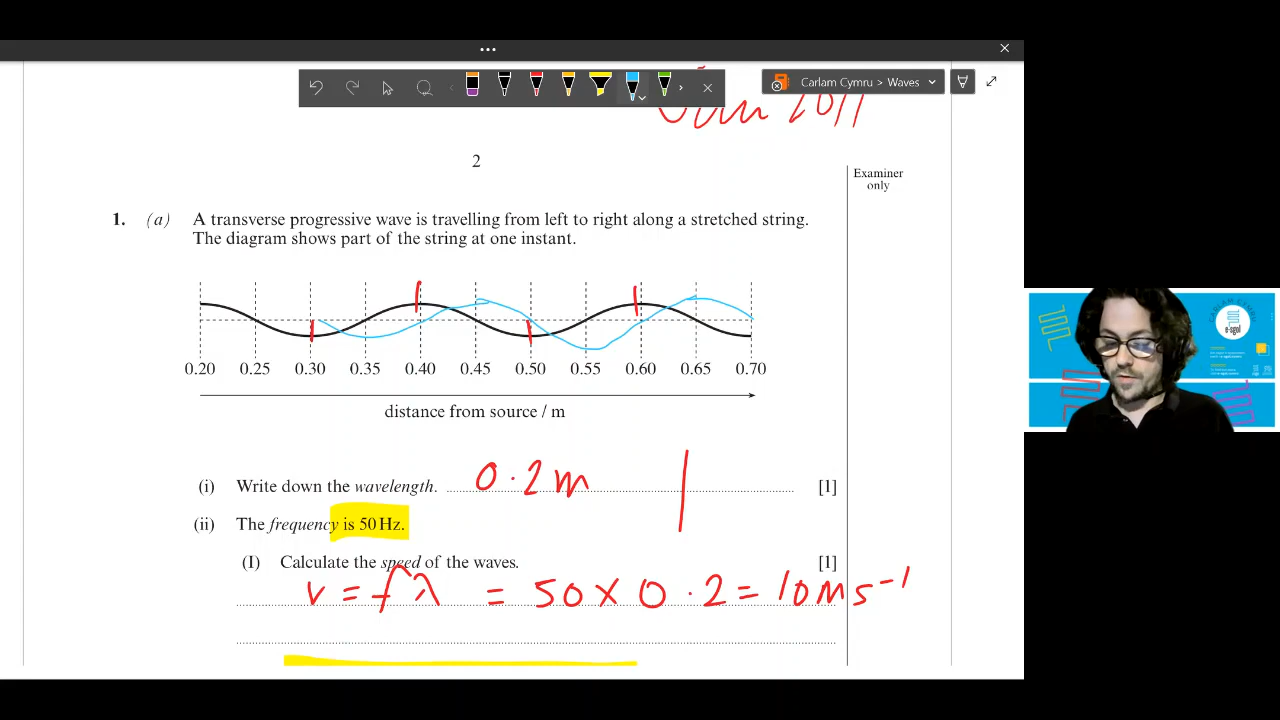 Carlam Cymru > Waves
2011
2
Examiner
only
1. (a) A transverse progressive wave is travelling from left to right along a stretched string.
The diagram shows part of the string at one instant.
0.20 0.25 0.30 0.35 0.40 0.45 0.50 0.55 0.60 0.65 0.70
distance from source / m
(i) Write down the wavelength. 0.2m [1]
(ii) The frequency is 50 Hz.
(I) Calculate the speed of the waves. [1]
v = fλ = 50 × 0.2 = 10ms⁻¹
CARLAM CYMRU
e-sgol